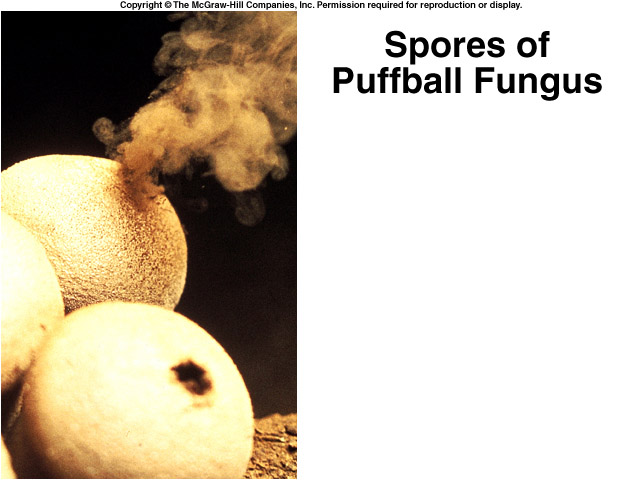 Copyright © The McGraw-Hill Companies, Inc. Permission required for reproduction or display.
Spores of
Puffball Fungus